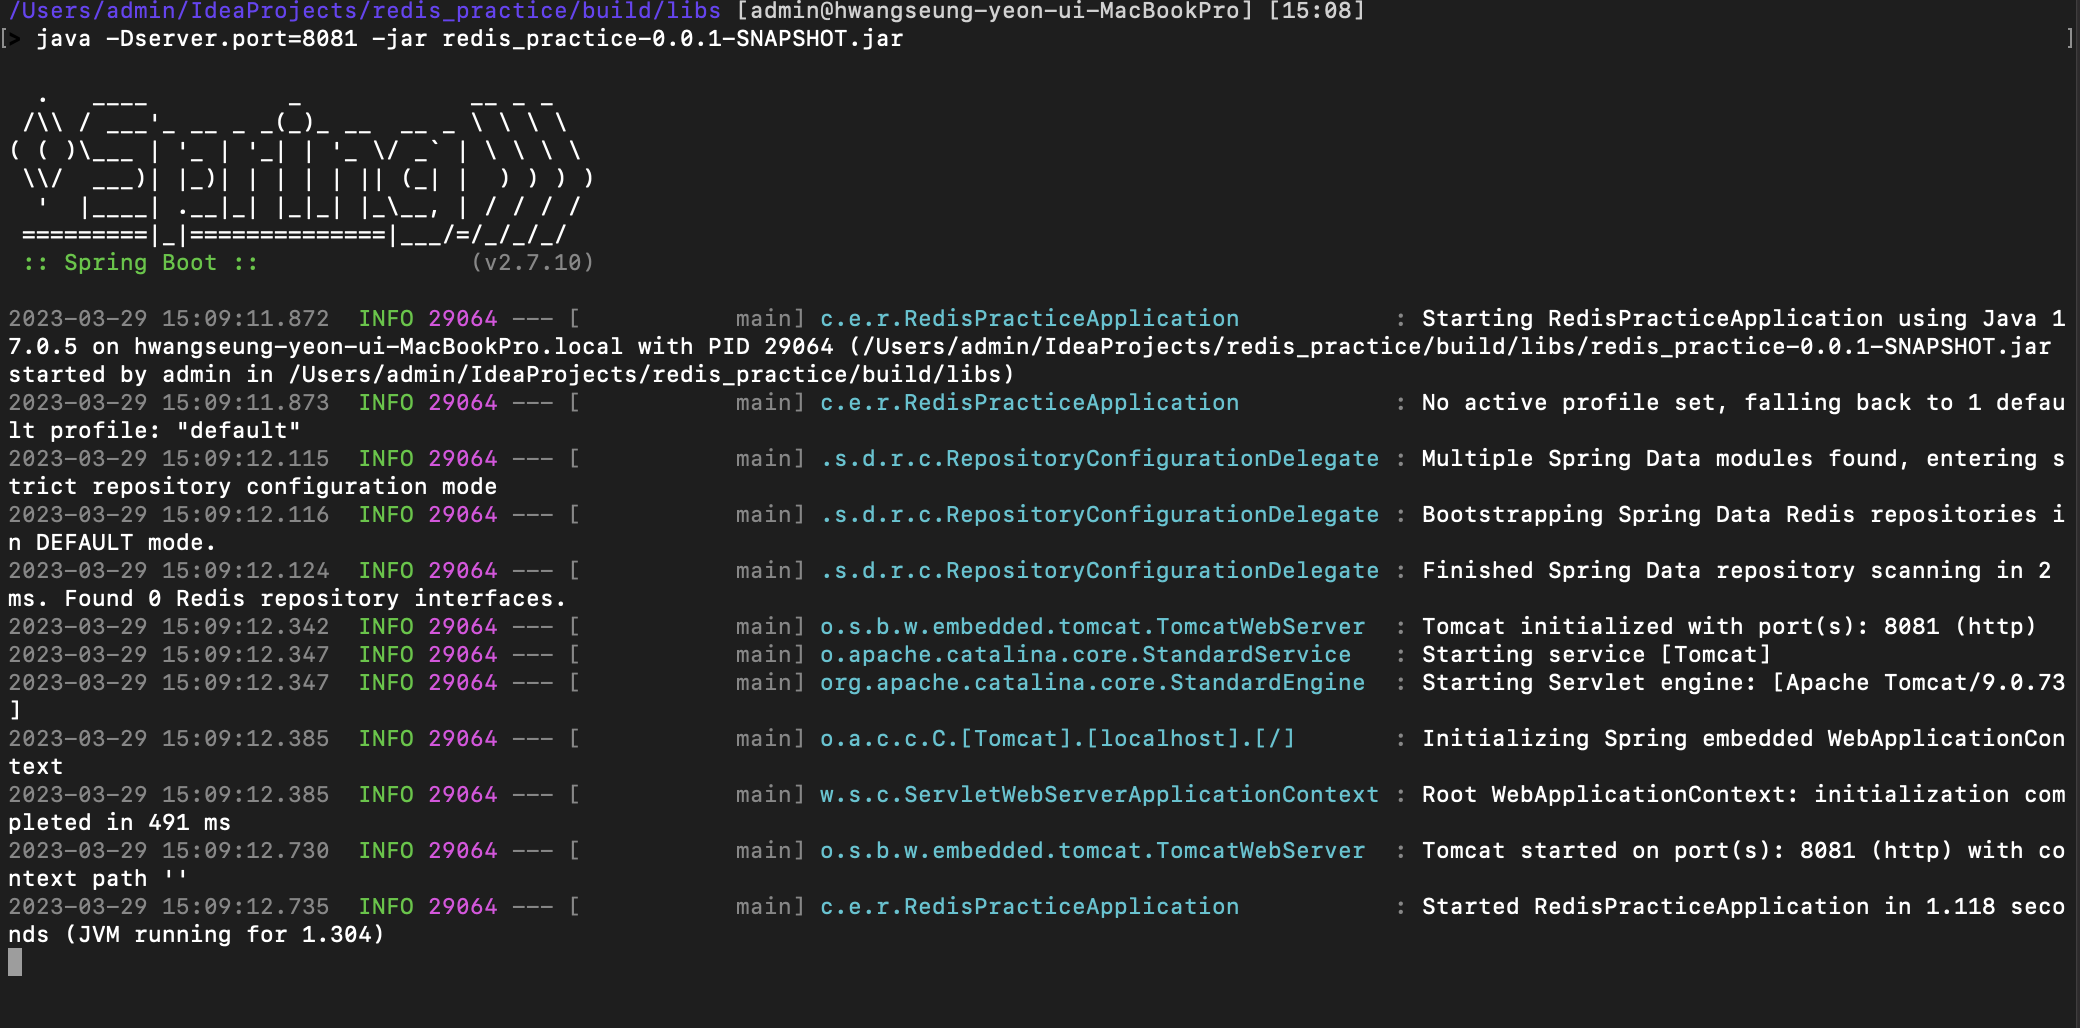 /Users/admin/IdeaProjects/redis_practice/build/libs [admin@hwangseung-yeon-ui-MacBookPro] [15:08]
[> java -Dserver.port=8081 -jar redis_practice-0.0.1-SNAPSHOT.jar ]
  .   ____          _            __ _ _
 /\\ / ___'_ __ _ _(_)_ __  __ _ \ \ \ \
( ( )\___ | '_ | '_| | '_ \/ _` | \ \ \ \
 \\/  ___)| |_)| | | | | || (_| |  ) ) ) )
  '  |____| .__|_| |_|_| |_\__, | / / / /
 =========|_|==============|___/=/_/_/_/
 :: Spring Boot ::               (v2.7.10)
2023-03-29 15:09:11.872  INFO 29064 --- [           main] c.e.r.RedisPracticeApplication           : Starting RedisPracticeApplication using Java 1
7.0.5 on hwangseung-yeon-ui-MacBookPro.local with PID 29064 (/Users/admin/IdeaProjects/redis_practice/build/libs/redis_practice-0.0.1-SNAPSHOT.jar
started by admin in /Users/admin/IdeaProjects/redis_practice/build/libs)
2023-03-29 15:09:11.873  INFO 29064 --- [           main] c.e.r.RedisPracticeApplication           : No active profile set, falling back to 1 defau
lt profile: "default"
2023-03-29 15:09:12.115  INFO 29064 --- [           main] .s.d.r.c.RepositoryConfigurationDelegate : Multiple Spring Data modules found, entering s
trict repository configuration mode
2023-03-29 15:09:12.116  INFO 29064 --- [           main] .s.d.r.c.RepositoryConfigurationDelegate : Bootstrapping Spring Data Redis repositories i
n DEFAULT mode.
2023-03-29 15:09:12.124  INFO 29064 --- [           main] .s.d.r.c.RepositoryConfigurationDelegate : Finished Spring Data repository scanning in 2
ms. Found 0 Redis repository interfaces.
2023-03-29 15:09:12.342  INFO 29064 --- [           main] o.s.b.w.embedded.tomcat.TomcatWebServer  : Tomcat initialized with port(s): 8081 (http)
2023-03-29 15:09:12.347  INFO 29064 --- [           main] o.apache.catalina.core.StandardService   : Starting service [Tomcat]
2023-03-29 15:09:12.347  INFO 29064 --- [           main] org.apache.catalina.core.StandardEngine  : Starting Servlet engine: [Apache Tomcat/9.0.73
]
2023-03-29 15:09:12.385  INFO 29064 --- [           main] o.a.c.c.C.[Tomcat].[localhost].[/]       : Initializing Spring embedded WebApplicationCon
text
2023-03-29 15:09:12.385  INFO 29064 --- [           main] w.s.c.ServletWebServerApplicationContext : Root WebApplicationContext: initialization com
pleted in 491 ms
2023-03-29 15:09:12.730  INFO 29064 --- [           main] o.s.b.w.embedded.tomcat.TomcatWebServer  : Tomcat started on port(s): 8081 (http) with co
ntext path ''
2023-03-29 15:09:12.735  INFO 29064 --- [           main] c.e.r.RedisPracticeApplication           : Started RedisPracticeApplication in 1.118 seco
nds (JVM running for 1.304)